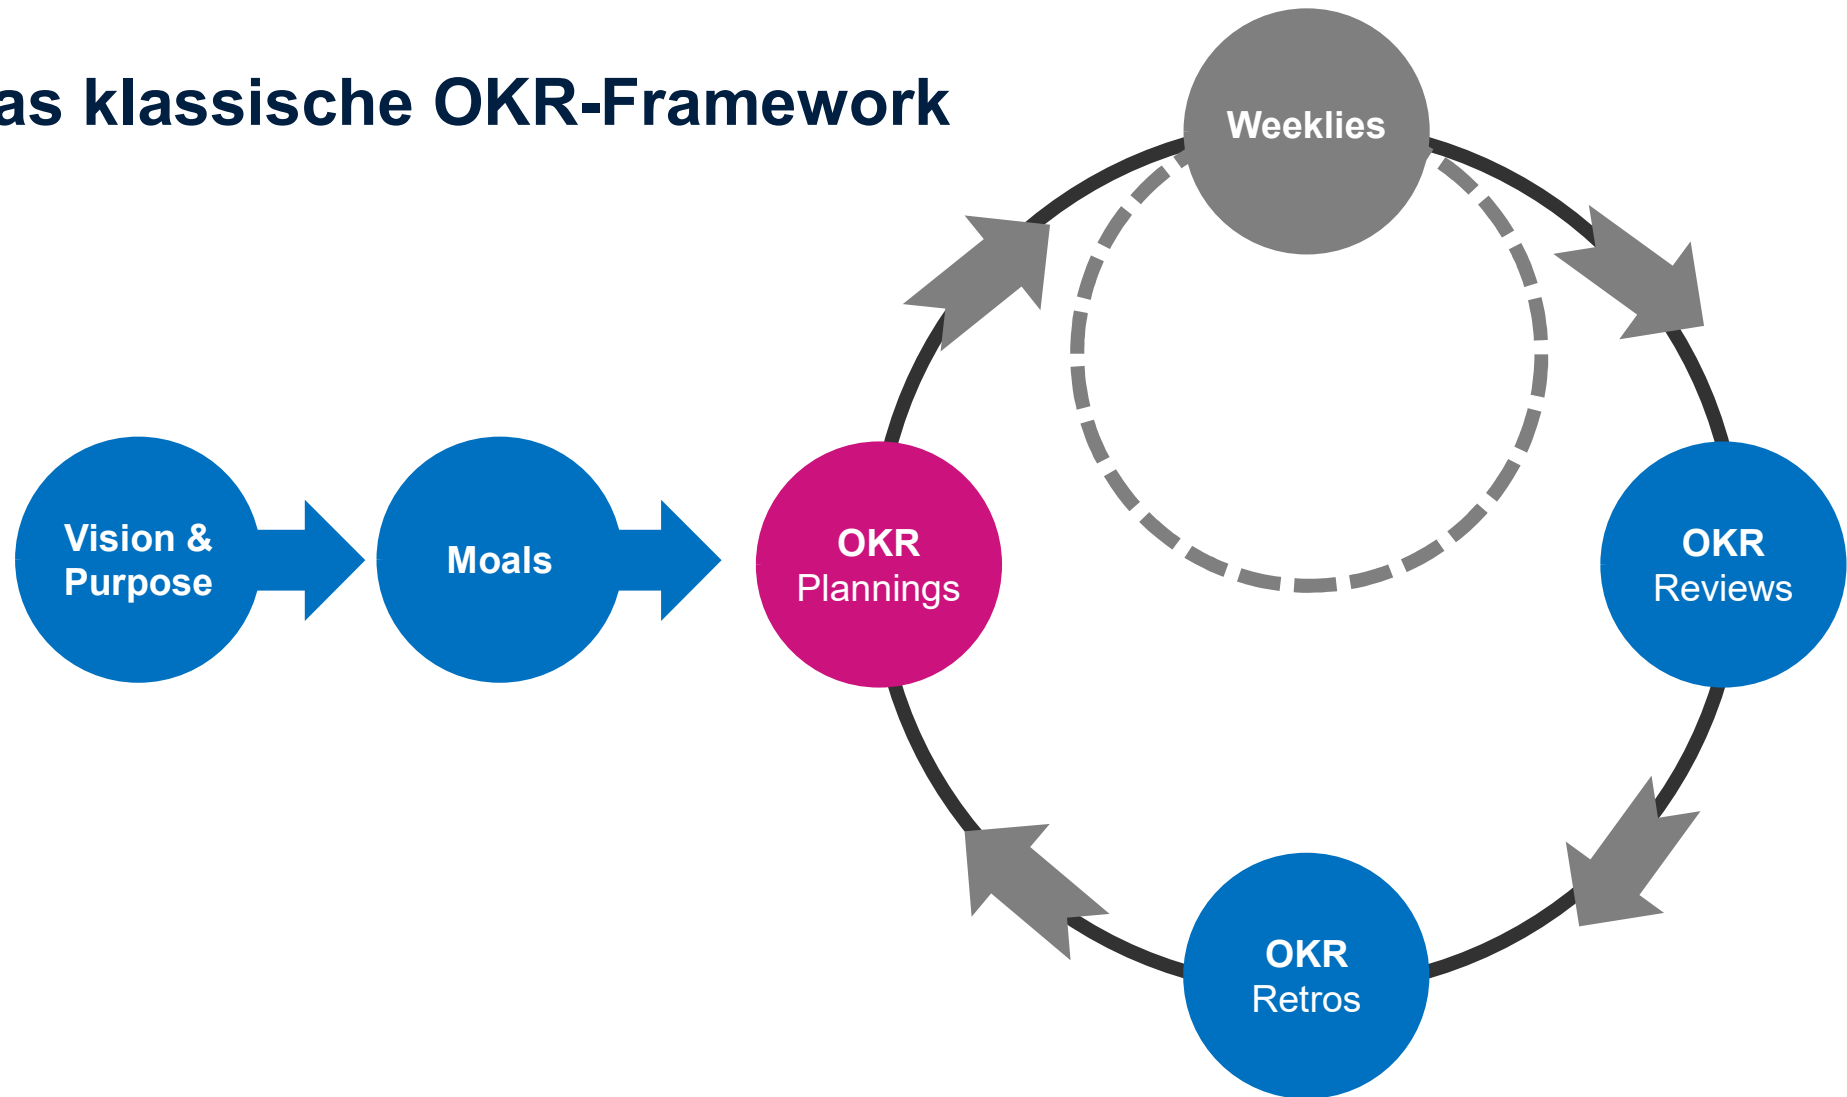 as klassische OKR-Framework
Weeklies
Vision &
Purpose
Moals
OKR
Plannings
OKR
Reviews
OKR
Retros